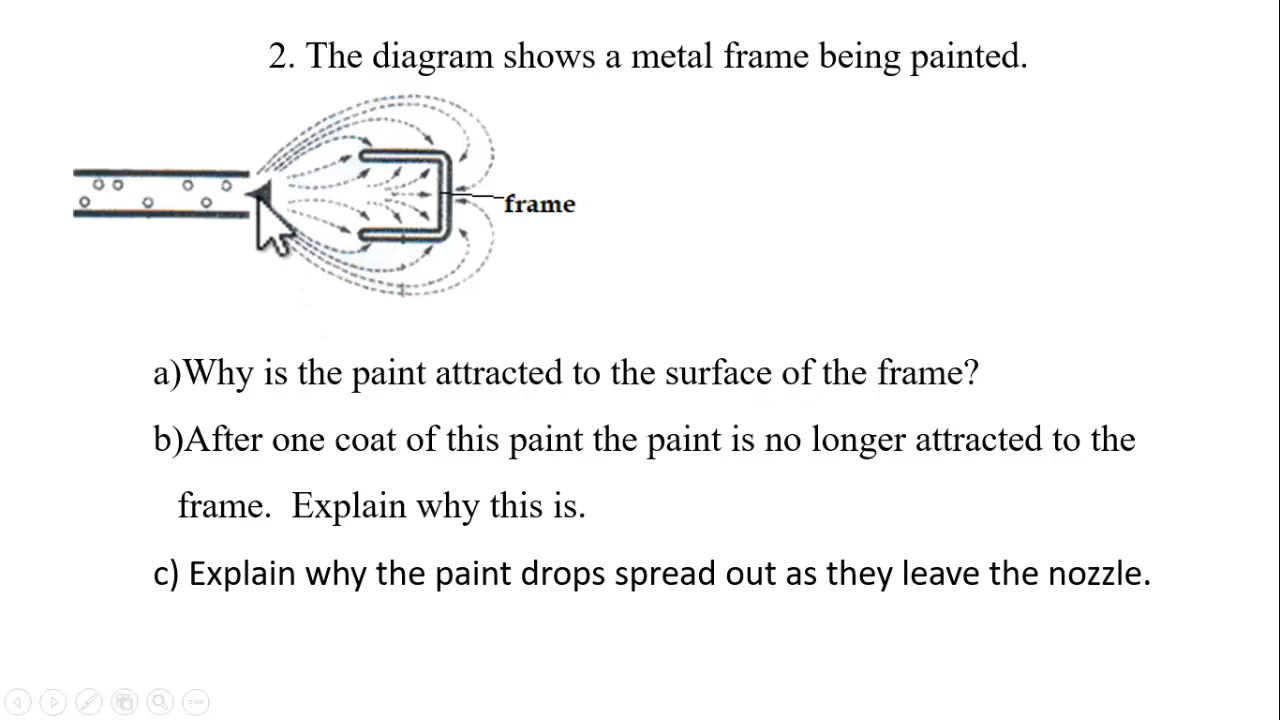 2. The diagram shows a metal frame being painted.
frame
a)Why is the paint attracted to the surface of the frame?
b)After one coat of this paint the paint is no longer attracted to the
frame.  Explain why this is.
c) Explain why the paint drops spread out as they leave the nozzle.